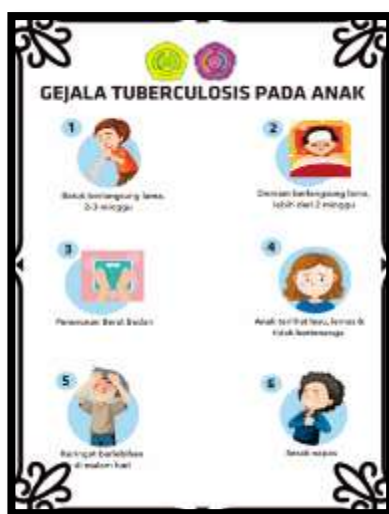 GEJALA TUBERCULOSIS PADA ANAK
1
Batuk berlangsung lama,
2-3 minggu
2
Demam berlangsung lama,
lebih dari 2 minggu
3
Penurunan Berat Badan
4
Anak terlihat lesu, lemas &
tidak bertenaga
5
Keringat berlebihan
di malam hari
6
Sesak napas